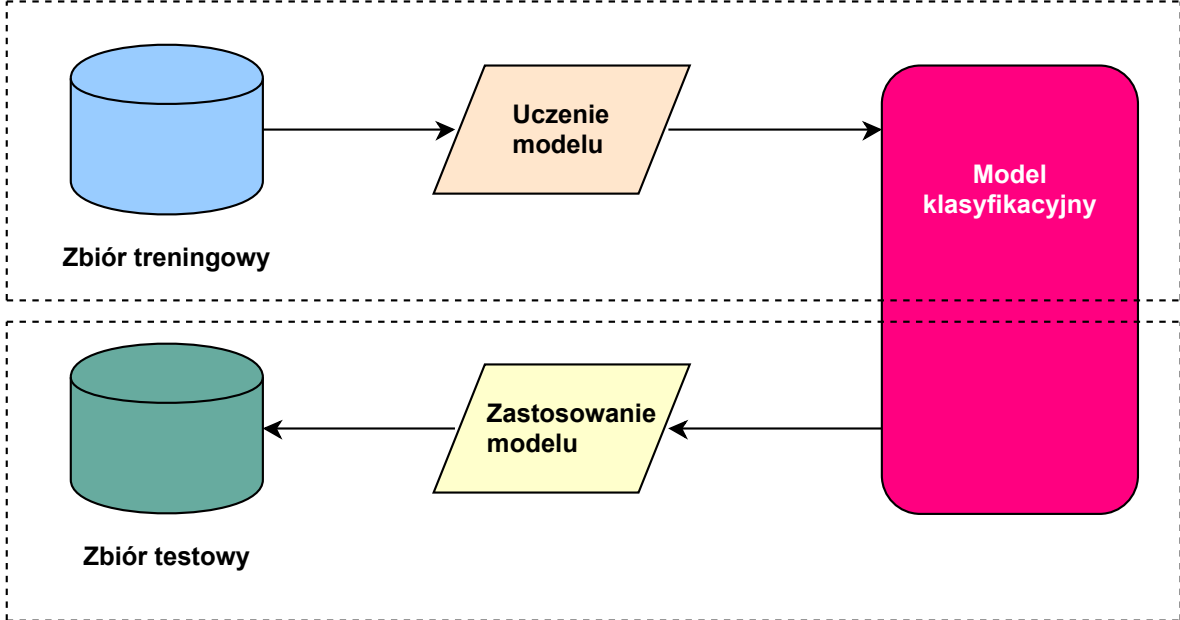 Uczenie
modelu
Model
klasyfikacyjny
Zbiór treningowy
Zastosowanie
modelu
Zbiór testowy